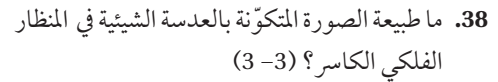 38. ما طبيعة الصورة المتكوّنة بالعدسة الشيئية في المنظار
الفلكي الكاسر؟ (3-3)